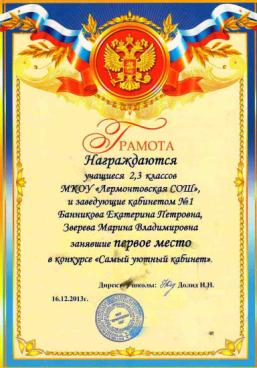 Грамота
Награждаются
учащиеся 2,3 классов
МКОУ «Лермонтовская СОШ»,
и заведующие кабинетом №1
Банникова Екатерина Петровна,
Зверева Марина Владимировна
занявшие первое место
в конкурсе «Самый уютный кабинет».
Директор школы: Долид Н.Н.
16.12.2013г.